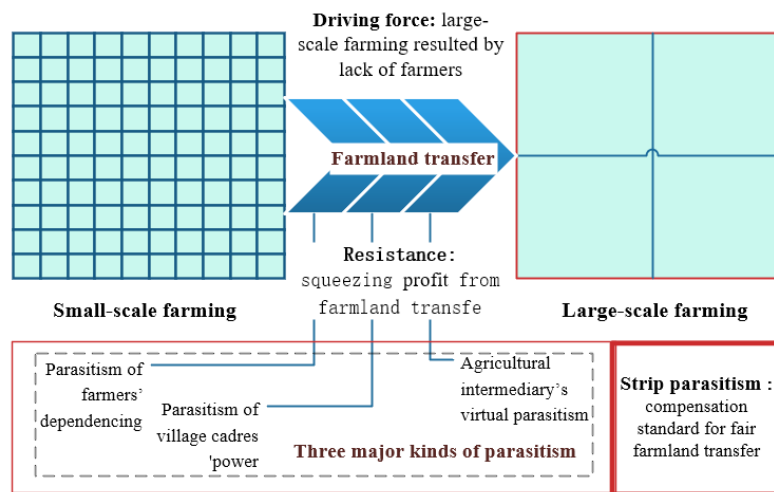 Driving force: large-
scale farming resulted by
lack of farmers
Farmland transfer
Resistance:
squeezing profit from
farmland transfe
Small-scale farming
Large-scale farming
Parasitism of
farmers’
dependencing
Parasitism of
village cadres
'power
Agricultural
intermediary’s
virtual parasitism
Three major kinds of parasitism
Strip parasitism :
compensation
standard for fair
farmland transfer